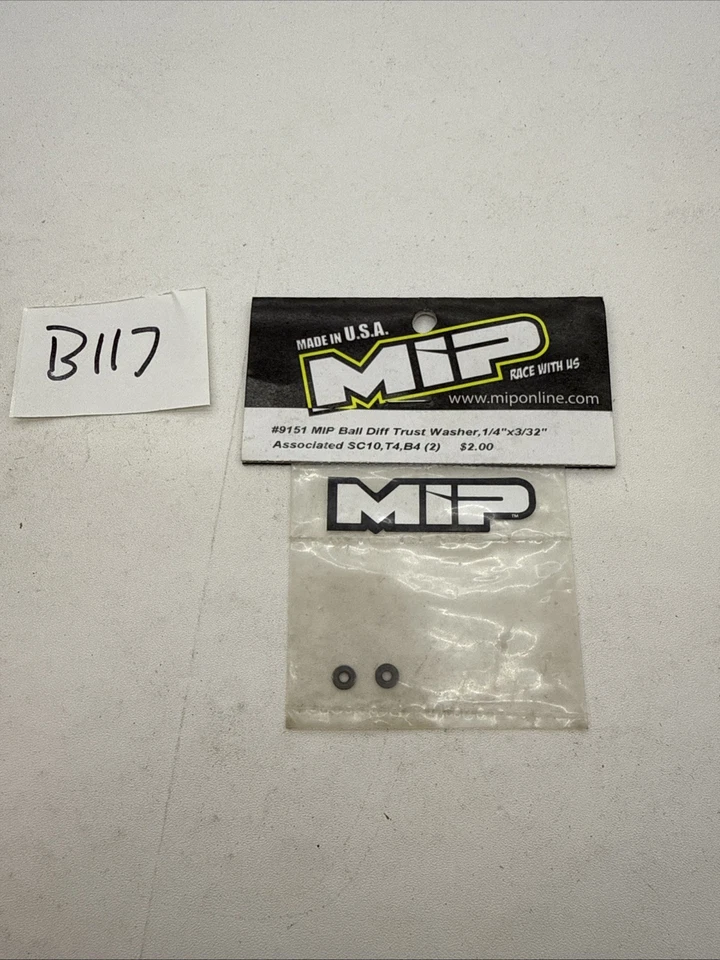 B117
MADE IN U.S.A.
MIP
RACE WITH US
www.miponline.com
#9151 MIP Ball Diff Trust Washer,1/4"x3/32"
Associated SC10,T4,B4 (2) $2.00
MIP
TM